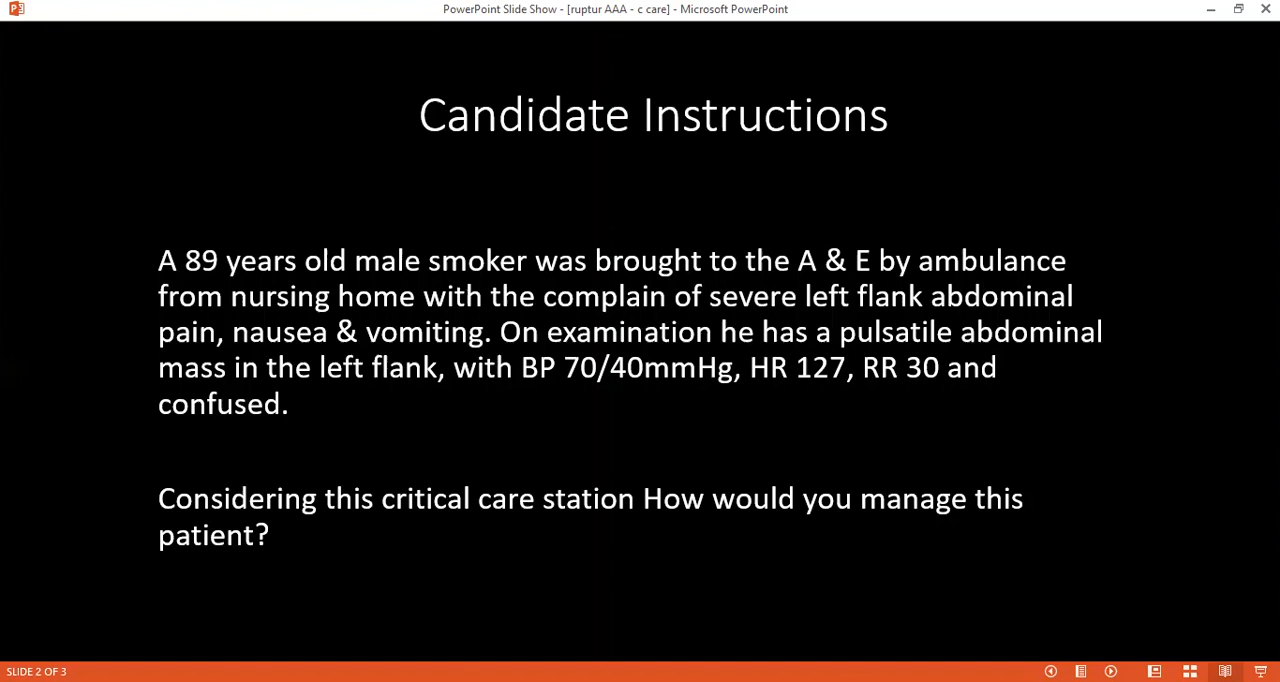 PowerPoint Slide Show - [ruptur AAA - c care] - Microsoft PowerPoint
Candidate Instructions
A 89 years old male smoker was brought to the A & E by ambulance
from nursing home with the complain of severe left flank abdominal
pain, nausea & vomiting. On examination he has a pulsatile abdominal
mass in the left flank, with BP 70/40mmHg, HR 127, RR 30 and
confused.
Considering this critical care station How would you manage this
patient?
SLIDE 2 OF 3